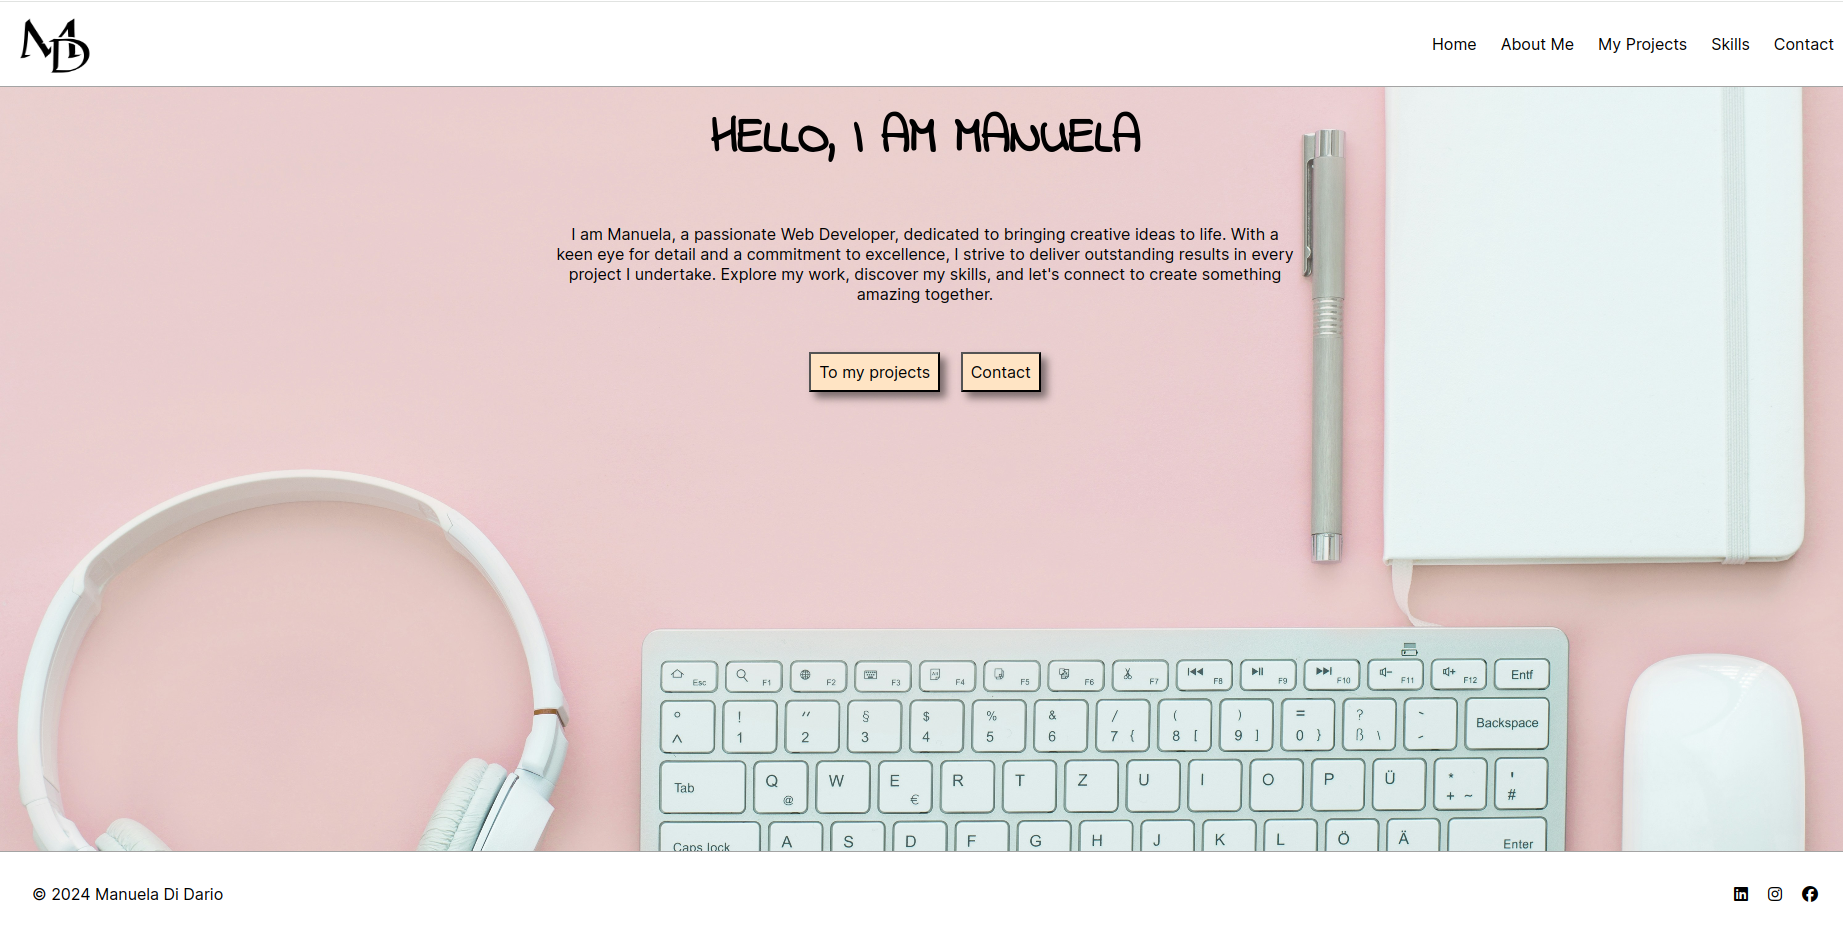 MD
Home About Me My Projects Skills Contact
HELLO, I AM MANUELA
I am Manuela, a passionate Web Developer, dedicated to bringing creative ideas to life. With a
keen eye for detail and a commitment to excellence, I strive to deliver outstanding results in every
project I undertake. Explore my work, discover my skills, and let's connect to create something
amazing together.
To my projects Contact
Esc F1 F2 F3 F4 F5 F6 F7 F8 F9 F10 F11 F12 Entf
° ! " § $ % & / ( ) = ? `
^ 1 2 3 4 5 6 7 { 8 [ 9 ] 0 } ß \ ´ Backspace
Tab Q @ W E € R T Z U I O P Ü * + ~ ' #
Caps lock A S D F G H J K L Ö Ä Enter
© 2024 Manuela Di Dario